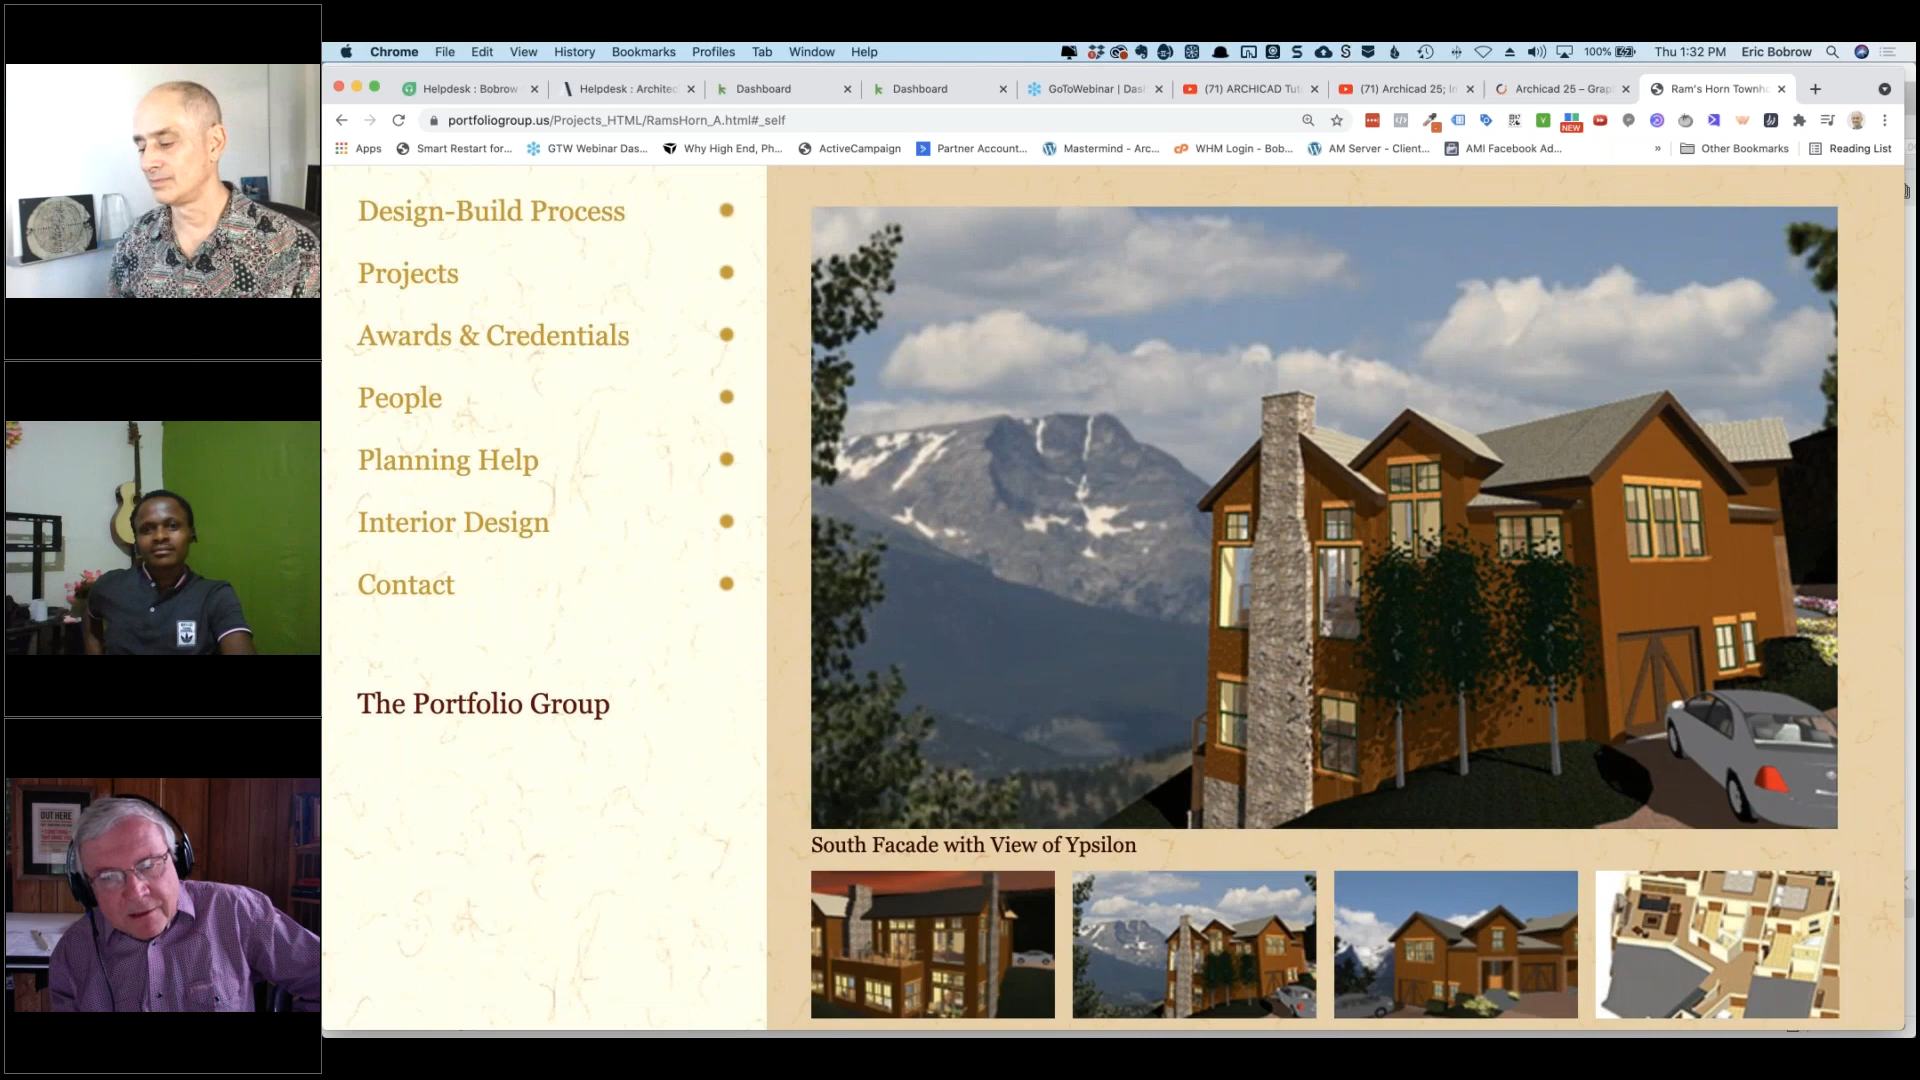 Chrome File Edit View History Bookmarks Profiles Tab Window Help 100% Thu 1:32 PM Eric Bobrow
Helpdesk : Bobrow Helpdesk : Architec Dashboard Dashboard GoToWebinar | Das (71) ARCHICAD Tut (71) Archicad 25; In Archicad 25 – Grap Ram's Horn Townho
portfoliogroup.us/Projects_HTML/RamsHorn_A.html#_self
NEW
Apps Smart Restart for... GTW Webinar Das... Why High End, Ph... ActiveCampaign Partner Account... Mastermind - Arc... WHM Login - Bob... AM Server - Client... AMI Facebook Ad... » Other Bookmarks Reading List
Design-Build Process
Projects
Awards & Credentials
People
Planning Help
Interior Design
Contact
The Portfolio Group
South Facade with View of Ypsilon
OUT HERE